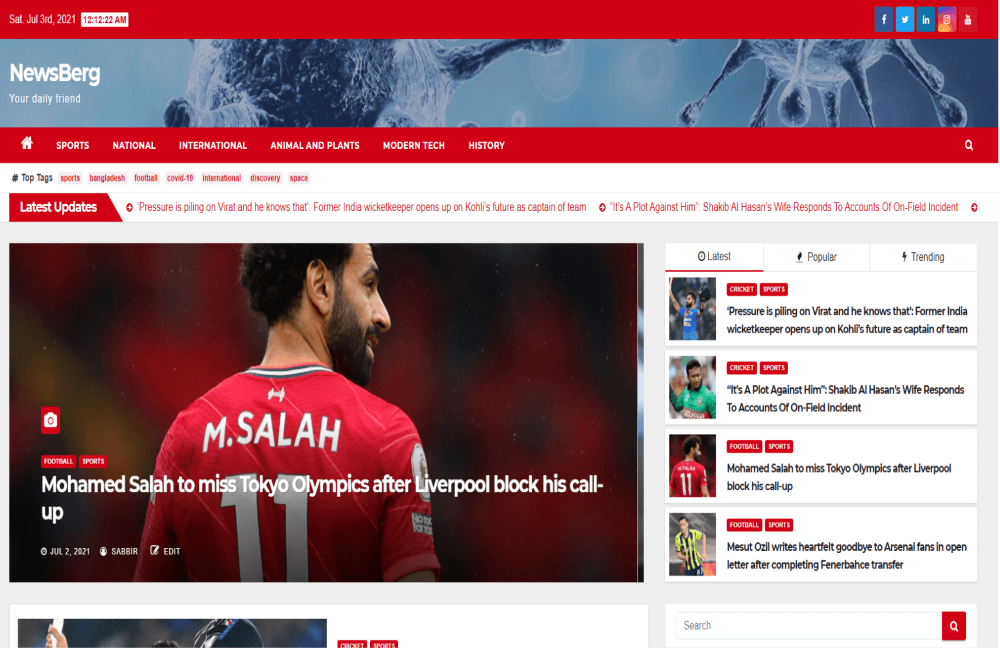 Sat. Jul 3rd, 2021 12:12:22 AM
NewsBerg
Your daily friend
SPORTS NATIONAL INTERNATIONAL ANIMAL AND PLANTS MODERN TECH HISTORY
# Top Tags sports bangladesh football covid-19 international discovery space
Latest Updates 'Pressure is piling on Virat and he knows that'. Former India wicketkeeper opens up on Kohli's future as captain of team "It's A Plot Against Him": Shakib Al Hasan's Wife Responds To Accounts Of On-Field Incident
M.SALAH
11
NO ROOM FOR
FOOTBALL SPORTS
Mohamed Salah to miss Tokyo Olympics after Liverpool block his call-
up
JUL 2, 2021 SABBIR EDIT
Latest Popular Trending
CRICKET SPORTS
'Pressure is piling on Virat and he knows that': Former India
wicketkeeper opens up on Kohli's future as captain of team
CRICKET SPORTS
"It's A Plot Against Him": Shakib Al Hasan's Wife Responds
To Accounts Of On-Field Incident
M.SALAH
11
FOOTBALL SPORTS
Mohamed Salah to miss Tokyo Olympics after Liverpool
block his call-up
FOOTBALL SPORTS
Mesut Ozil writes heartfelt goodbye to Arsenal fans in open
letter after completing Fenerbahce transfer
Search
CRICKET SPORTS